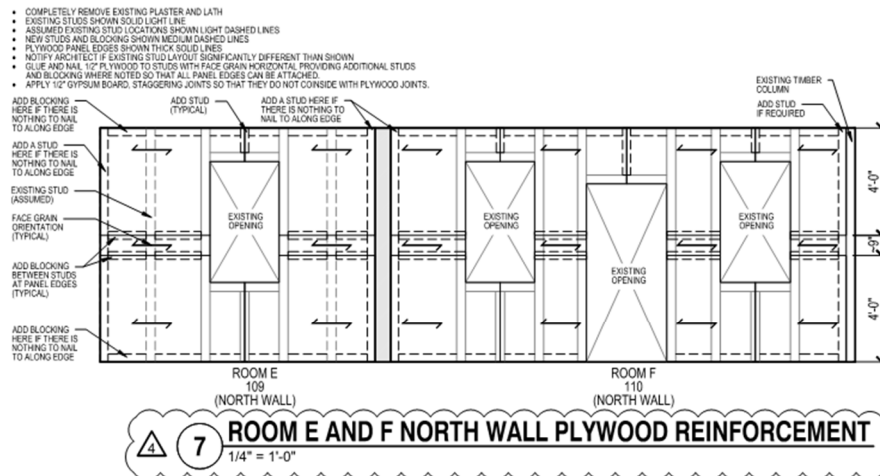 • COMPLETELY REMOVE EXISTING PLASTER AND LATH
• EXISTING STUDS SHOWN SOLID LIGHT LINE
• ASSUMED EXISTING STUD LOCATIONS SHOWN LIGHT DASHED LINES
• NEW STUDS AND BLOCKING SHOWN MEDIUM DASHED LINES
• PLYWOOD PANEL EDGES SHOWN THICK SOLID LINES
• NOTIFY ARCHITECT IF EXISTING STUD LAYOUT SIGNIFICANTLY DIFFERENT THAN SHOWN
• GLUE AND NAIL 1/2" PLYWOOD TO STUDS WITH FACE GRAIN HORIZONTAL PROVIDING ADDITIONAL STUDS
AND BLOCKING WHERE NOTED SO THAT ALL PANEL EDGES CAN BE ATTACHED.
• APPLY 1/2" GYPSUM BOARD, STAGGERING JOINTS SO THAT THEY DO NOT COINSIDE WITH PLYWOOD JOINTS.
ADD BLOCKING
HERE IF THERE IS
NOTHING TO NAIL
TO ALONG EDGE
ADD STUD
(TYPICAL)
ADD A STUD HERE IF
THERE IS NOTHING TO
NAIL TO ALONG EDGE
EXISTING TIMBER
COLUMN
ADD STUD
IF REQUIRED
ADD A STUD
HERE IF THERE IS
NOTHING TO NAIL
TO ALONG EDGE
EXISTING STUD
(ASSUMED)
FACE GRAIN
ORIENTATION
(TYPICAL)
ADD BLOCKING
BETWEEN STUDS
AT PANEL EDGES
(TYPICAL)
ADD BLOCKING
HERE IF THERE IS
NOTHING TO NAIL
TO ALONG EDGE
EXISTING
OPENING
EXISTING
OPENING
EXISTING
OPENING
EXISTING
OPENING
4'-0"
~9"
4'-0"
ROOM E
109
(NORTH WALL)
ROOM F
110
(NORTH WALL)
4
7
ROOM E AND F NORTH WALL PLYWOOD REINFORCEMENT
1/4" = 1'-0"